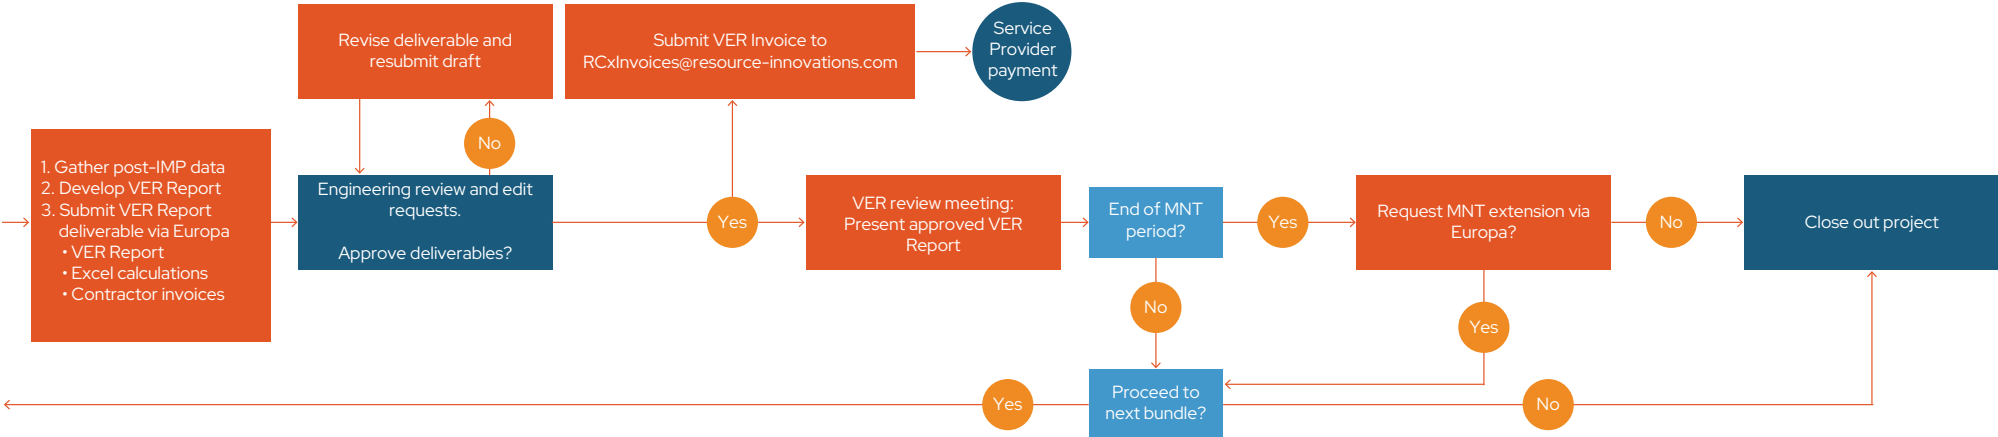 Revise deliverable and
resubmit draft
Submit VER Invoice to
RCxInvoices@resource-innovations.com
Service
Provider
payment
No
1. Gather post-IMP data
2. Develop VER Report
3. Submit VER Report
deliverable via Europa
• VER Report
• Excel calculations
• Contractor invoices
Engineering review and edit
requests.
Approve deliverables?
Yes
VER review meeting:
Present approved VER
Report
End of MNT
period?
Yes
Request MNT extension via
Europa?
No
Close out project
No
Yes
Yes
Proceed to
next bundle?
No